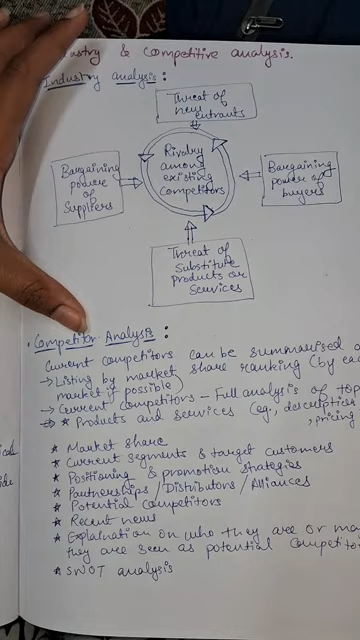 & Competitive analysis.
Industry analysis :
Threat of
new
entrants
Rivalry
among
existing
Competitors
Bargaining
power
of
Suppliers
Bargaining
power of
buyers
Threat of
Substitute
Products or
Services
Competitor Analysis :
Current competitors can be summarised
→ Listing by market share ranking (by
market if possible)
→ Current competitors - Full analysis of top
⇒ * Products and services (eg., description
, pricing
* Market share
* Current segments & target customers
* Positioning & promotion strategies
* Partnerships / Distributors / Alliances
* Potential competitors
* Recent news
* Explaination on who they are or
they are seen as potential
* SWOT analysis